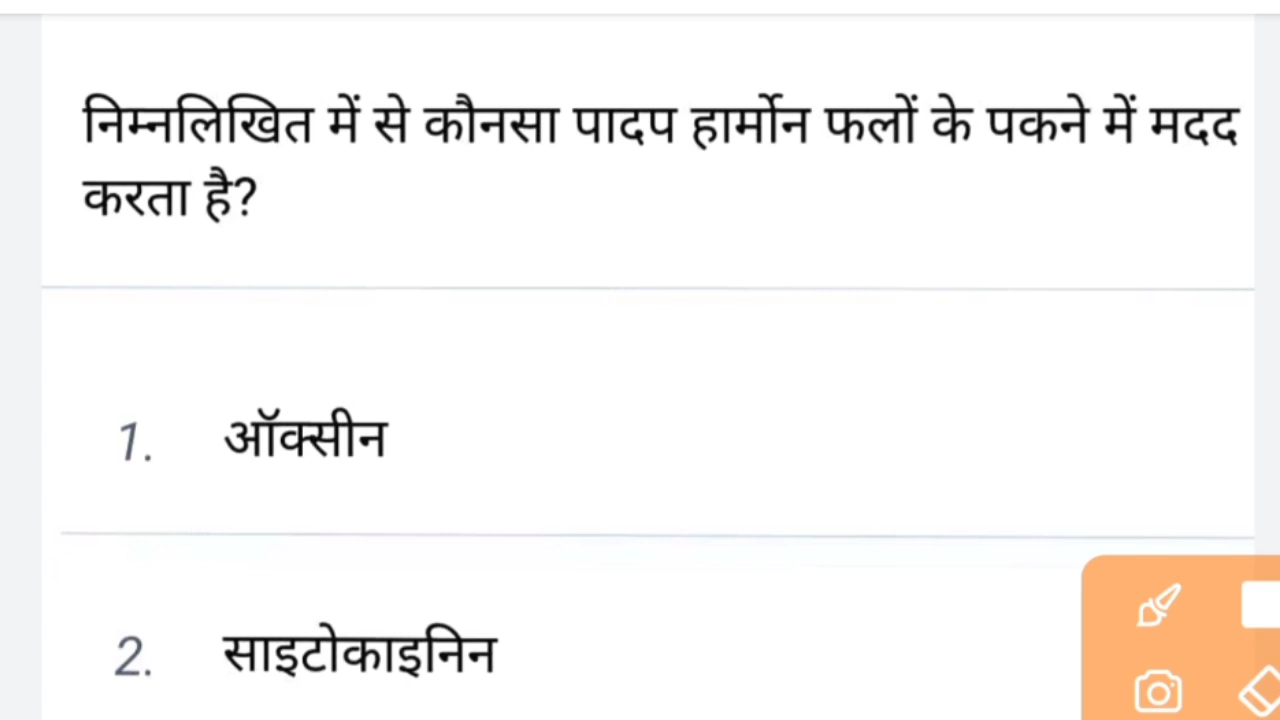 निम्नलिखित में से कौनसा पादप हार्मोन फलों के पकने में मदद
करता है?
1. ऑक्सीन
2. साइटोकाइनिन